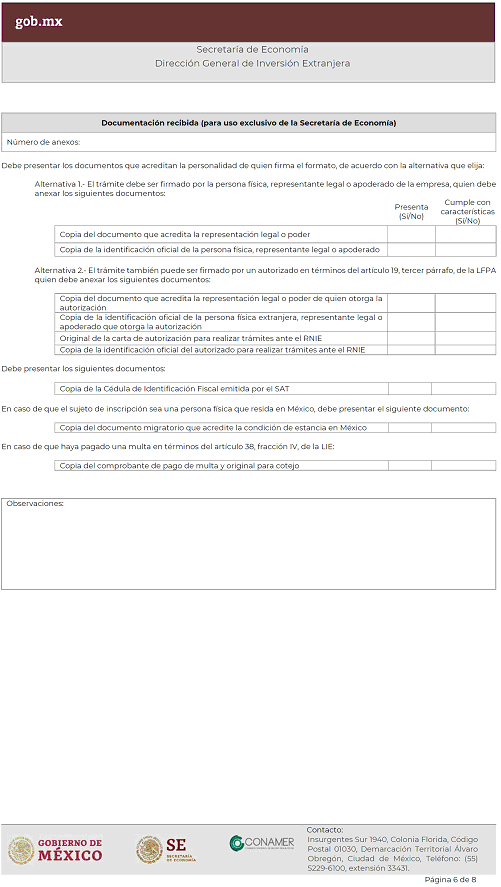 gob.mx
Secretaría de Economía
Dirección General de Inversión Extranjera
Documentación recibida (para uso exclusivo de la Secretaría de Economía)
Número de anexos:
Debe presentar los documentos que acreditan la personalidad de quien firma el formato, de acuerdo con la alternativa que elija:
Alternativa 1.- El trámite debe ser firmado por la persona física, representante legal o apoderado de la empresa, quien debe
anexar los siguientes documentos:
Presenta
(Sí/No)
Cumple con
características
(Sí/No)
Copia del documento que acredita la representación legal o poder
Copia de la identificación oficial de la persona física, representante legal o apoderado
Alternativa 2.- El trámite también puede ser firmado por un autorizado en términos del artículo 19, tercer párrafo, de la LFPA
quien debe anexar los siguientes documentos:
Copia del documento que acredita la representación legal o poder de quien otorga la
autorización
Copia de la identificación oficial de la persona física extranjera, representante legal o
apoderado que otorga la autorización
Original de la carta de autorización para realizar trámites ante el RNIE
Copia de la identificación oficial del autorizado para realizar trámites ante el RNIE
Debe presentar los siguientes documentos:
Copia de la Cédula de Identificación Fiscal emitida por el SAT
En caso de que el sujeto de inscripción sea una persona física que resida en México, debe presentar el siguiente documento:
Copia del documento migratorio que acredite la condición de estancia en México
En caso de que haya pagado una multa en términos del artículo 38, fracción IV, de la LIE:
Copia del comprobante de pago de multa y original para cotejo
Observaciones:
GOBIERNO DE
MÉXICO
SE
SECRETARÍA
DE ECONOMÍA
CONAMER
Contacto:
Insurgentes Sur 1940, Colonia Florida, Código
Postal 01030, Demarcación Territorial Álvaro
Obregón, Ciudad de México, Teléfono: (55)
5229-6100, extensión 33431.
Página 6 de 8